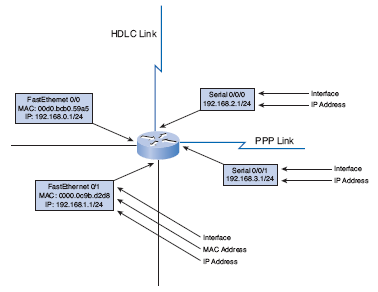 HDLC Link
FastEthernet 0/0
MAC: 00d0.bcb0.59a5
IP: 192.168.0.1/24
Serial 0/0/0
192.168.2.1/24
Interface
IP Address
PPP Link
Serial 0/0/1
192.168.3.1/24
Interface
IP Address
FastEthernet 0/1
MAC: 0000.0c9b.d2d8
IP: 192.168.1.1/24
Interface
MAC Address
IP Address